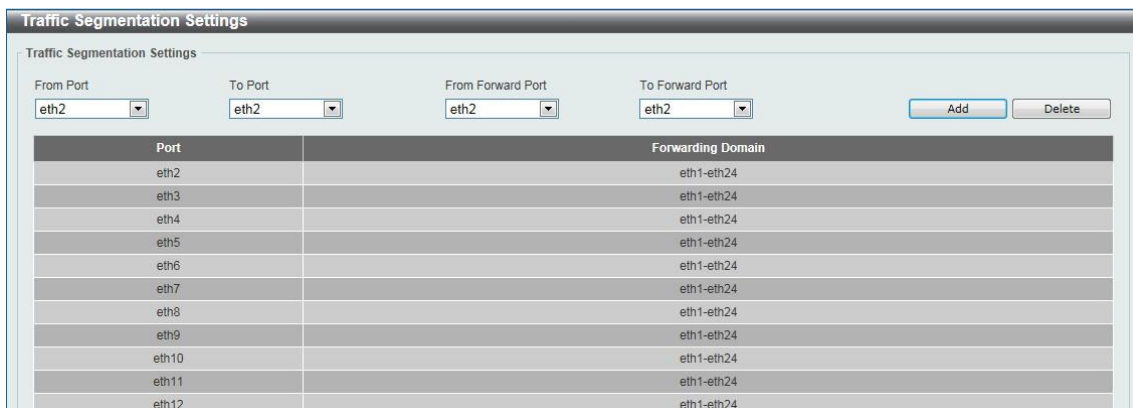 Traffic Segmentation Settings
Traffic Segmentation Settings
From Port To Port From Forward Port To Forward Port
eth2 eth2 eth2 eth2 Add Delete
Port Forwarding Domain
eth2 eth1-eth24
eth3 eth1-eth24
eth4 eth1-eth24
eth5 eth1-eth24
eth6 eth1-eth24
eth7 eth1-eth24
eth8 eth1-eth24
eth9 eth1-eth24
eth10 eth1-eth24
eth11 eth1-eth24
eth12 eth1-eth24